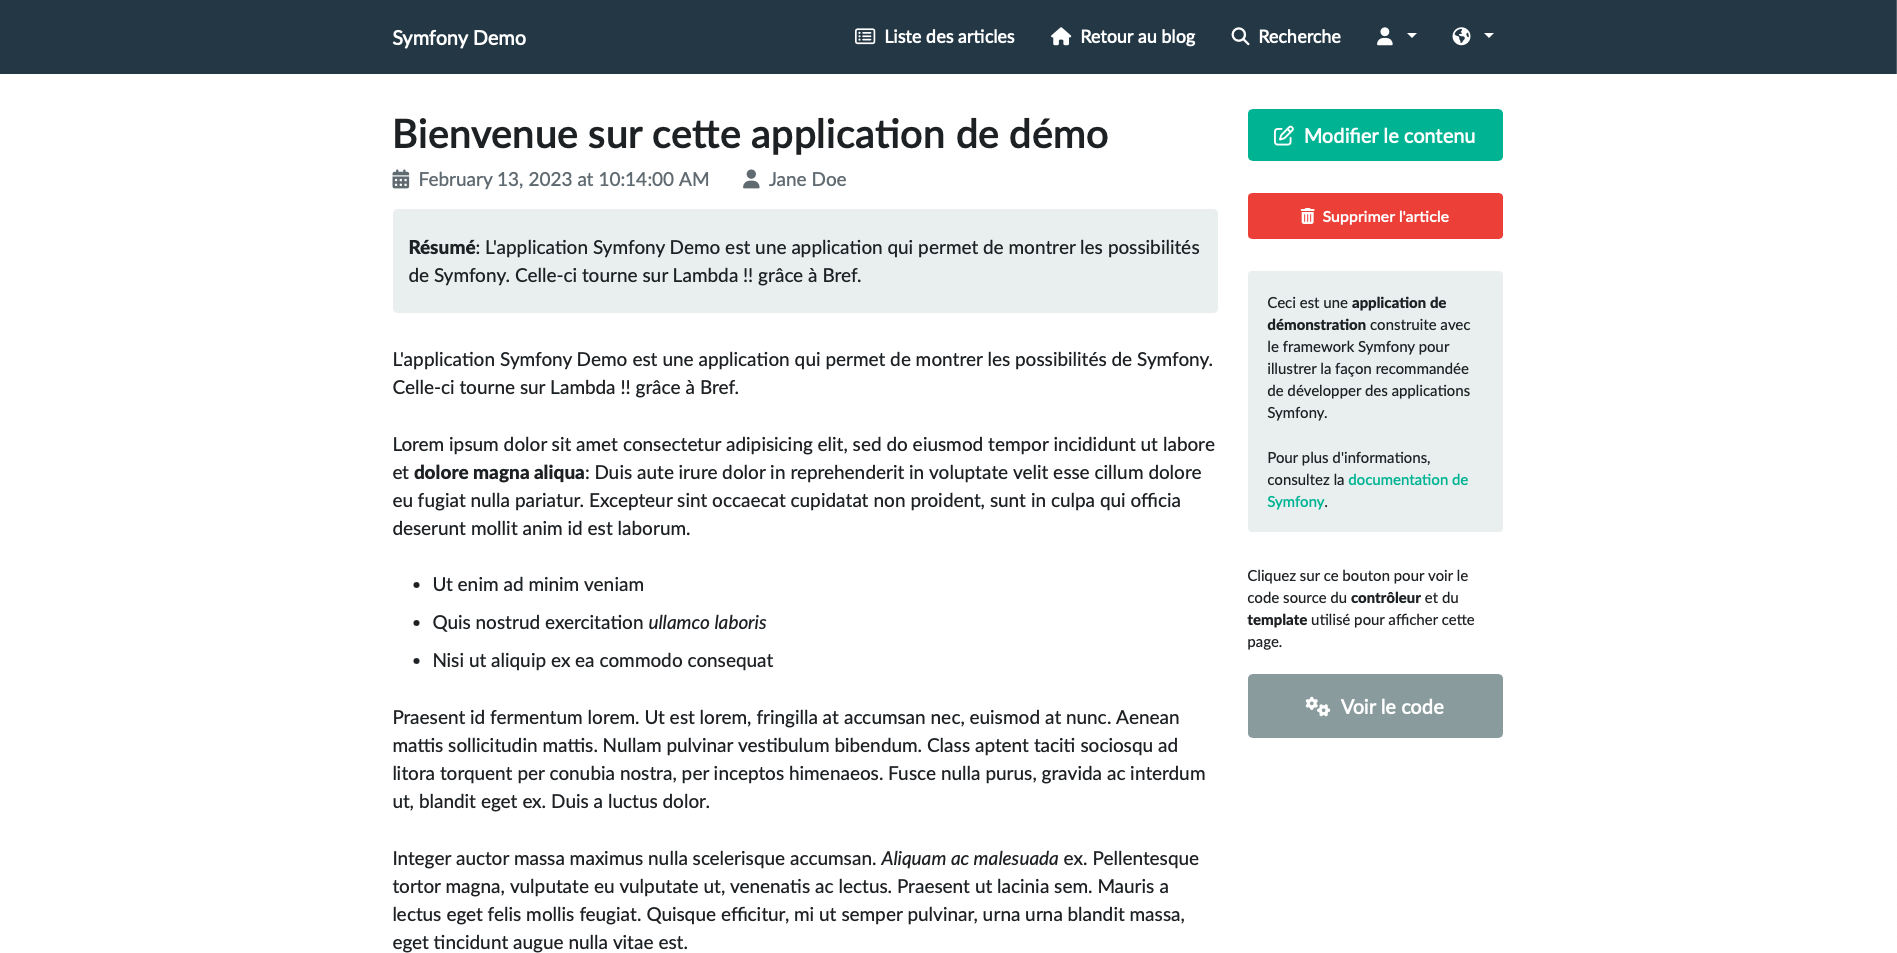 Symfony Demo
Liste des articles
Retour au blog
Recherche
Bienvenue sur cette application de démo
February 13, 2023 at 10:14:00 AM
Jane Doe
Résumé: L'application Symfony Demo est une application qui permet de montrer les possibilités
de Symfony. Celle-ci tourne sur Lambda !! grâce à Bref.
L'application Symfony Demo est une application qui permet de montrer les possibilités de Symfony.
Celle-ci tourne sur Lambda !! grâce à Bref.
Lorem ipsum dolor sit amet consectetur adipisicing elit, sed do eiusmod tempor incididunt ut labore
et dolore magna aliqua: Duis aute irure dolor in reprehenderit in voluptate velit esse cillum dolore
eu fugiat nulla pariatur. Excepteur sint occaecat cupidatat non proident, sunt in culpa qui officia
deserunt mollit anim id est laborum.
• Ut enim ad minim veniam
• Quis nostrud exercitation ullamco laboris
• Nisi ut aliquip ex ea commodo consequat
Praesent id fermentum lorem. Ut est lorem, fringilla at accumsan nec, euismod at nunc. Aenean
mattis sollicitudin mattis. Nullam pulvinar vestibulum bibendum. Class aptent taciti sociosqu ad
litora torquent per conubia nostra, per inceptos himenaeos. Fusce nulla purus, gravida ac interdum
ut, blandit eget ex. Duis a luctus dolor.
Integer auctor massa maximus nulla scelerisque accumsan. Aliquam ac malesuada ex. Pellentesque
tortor magna, vulputate eu vulputate ut, venenatis ac lectus. Praesent ut lacinia sem. Mauris a
lectus eget felis mollis feugiat. Quisque efficitur, mi ut semper pulvinar, urna urna blandit massa,
eget tincidunt augue nulla vitae est.
Modifier le contenu
Supprimer l'article
Ceci est une application de
démonstration construite avec
le framework Symfony pour
illustrer la façon recommandée
de développer des applications
Symfony.
Pour plus d'informations,
consultez la documentation de
Symfony.
Cliquez sur ce bouton pour voir le
code source du contrôleur et du
template utilisé pour afficher cette
page.
Voir le code